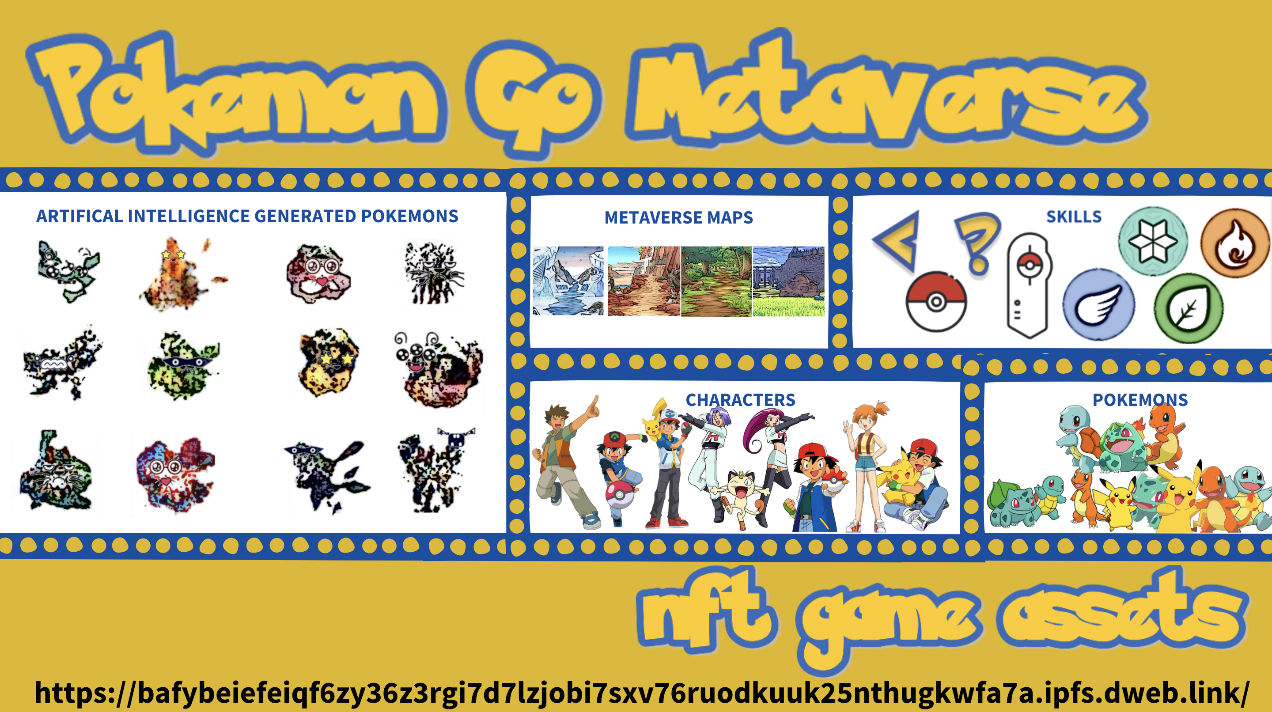 Pokemon Go Metaverse
ARTIFICAL INTELLIGENCE GENERATED POKEMONS
METAVERSE MAPS
SKILLS
CHARACTERS
POKEMONS
nft game assets
https://bafybeiefeiqf6zy36z3rgi7d7lzjobi7sxv76ruodkuuk25nthugkwfa7a.ipfs.dweb.link/